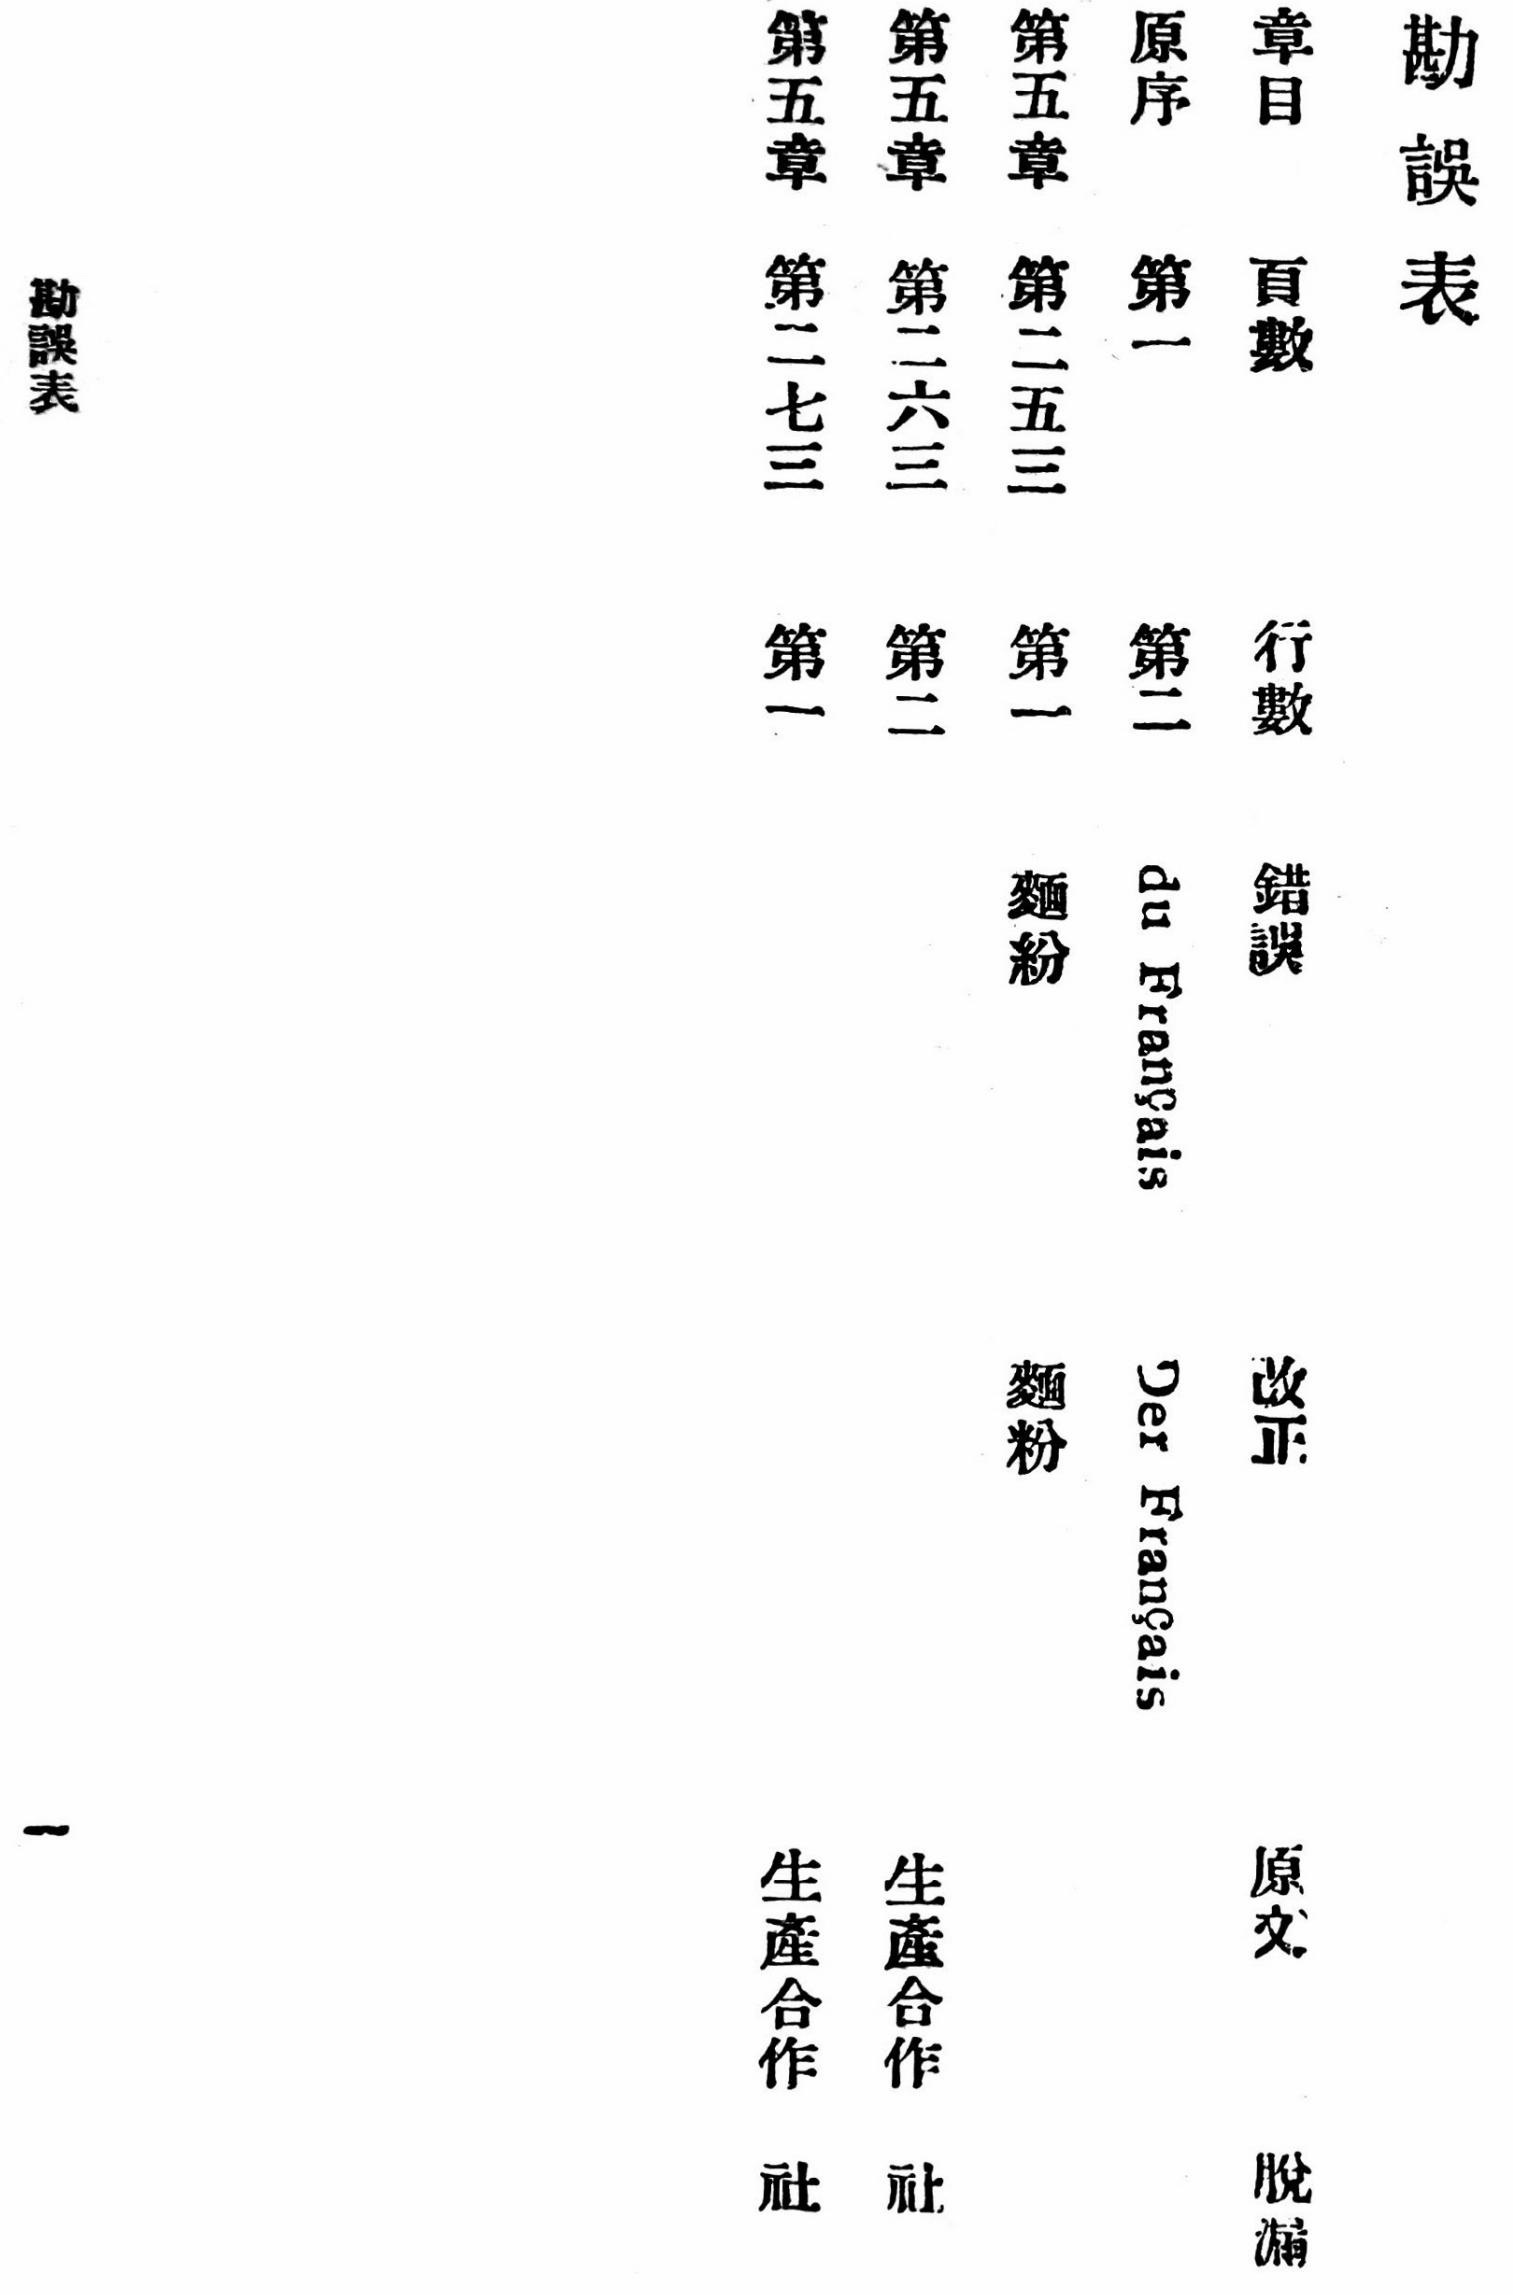 勘誤表
章目 頁數 行數 錯誤 改正 原文 脫漏
原序 第一 第二 du Français Der Français
第五章 第二五三 第一 麵紛 麵粉
第五章 第二六三 第二 生產合作 社
第五章 第二七三 第一 生產合作 社
勘誤表 一